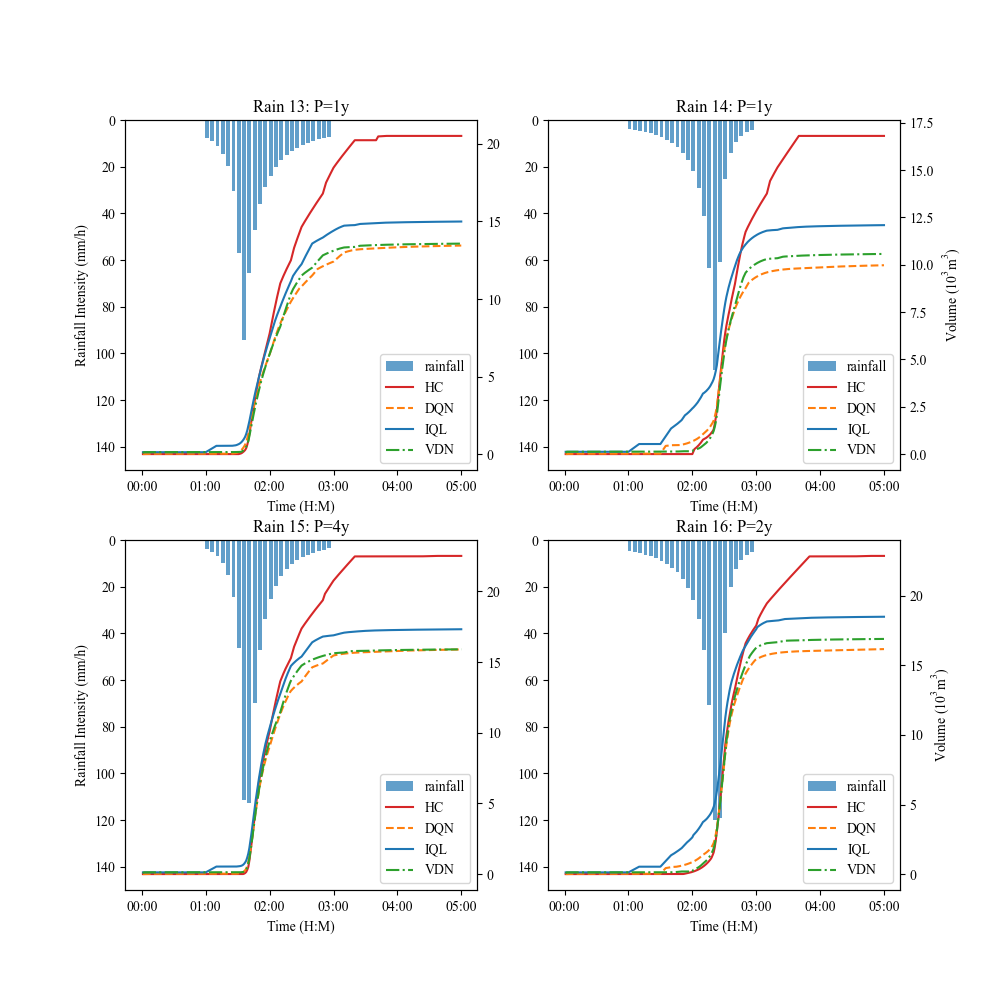 Rain 13: P=1y
0
20
40
60
80
100
120
140
Rainfall Intensity (mm/h)
20
15
10
5
0
rainfall
HC
DQN
IQL
VDN
00:00 01:00 02:00 03:00 04:00 05:00
Time (H:M)
Rain 14: P=1y
0
20
40
60
80
100
120
140
17.5
15.0
12.5
10.0
7.5
5.0
2.5
0.0
Volume (10³ m³)
rainfall
HC
DQN
IQL
VDN
00:00 01:00 02:00 03:00 04:00 05:00
Time (H:M)
Rain 15: P=4y
0
20
40
60
80
100
120
140
Rainfall Intensity (mm/h)
20
15
10
5
0
rainfall
HC
DQN
IQL
VDN
00:00 01:00 02:00 03:00 04:00 05:00
Time (H:M)
Rain 16: P=2y
0
20
40
60
80
100
120
140
20
15
10
5
0
Volume (10³ m³)
rainfall
HC
DQN
IQL
VDN
00:00 01:00 02:00 03:00 04:00 05:00
Time (H:M)